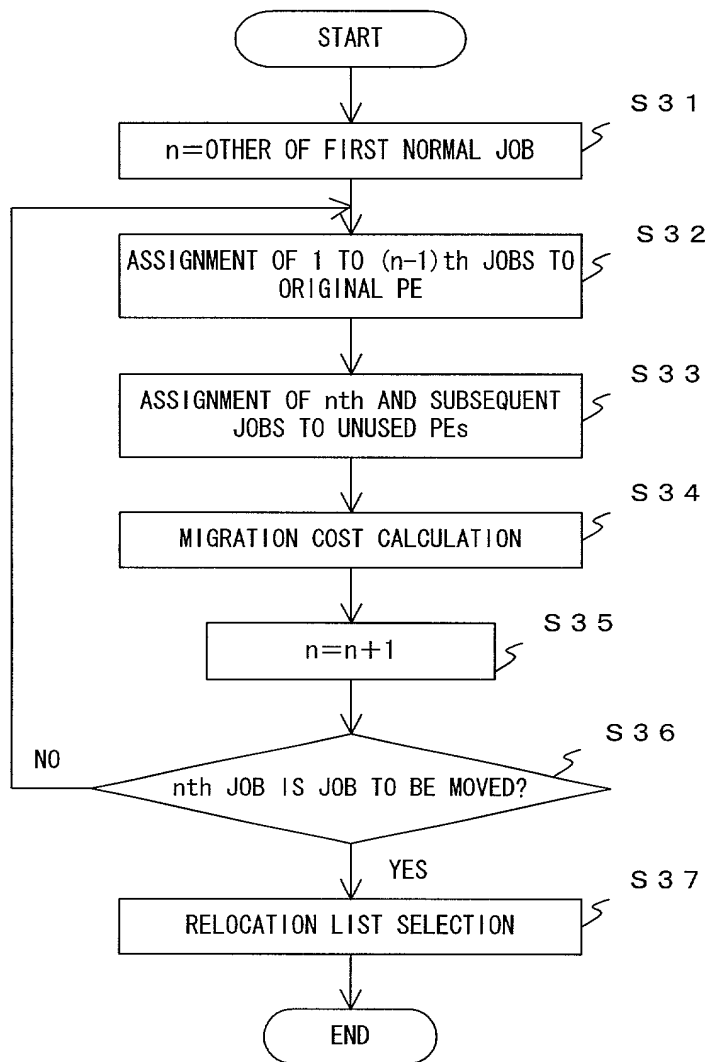 START
S31
n=OTHER OF FIRST NORMAL JOB
S32
ASSIGNMENT OF 1 TO (n-1)th JOBS TO
ORIGINAL PE
S33
ASSIGNMENT OF nth AND SUBSEQUENT
JOBS TO UNUSED PEs
S34
MIGRATION COST CALCULATION
S35
n=n+1
S36
NO
nth JOB IS JOB TO BE MOVED?
YES
S37
RELOCATION LIST SELECTION
END